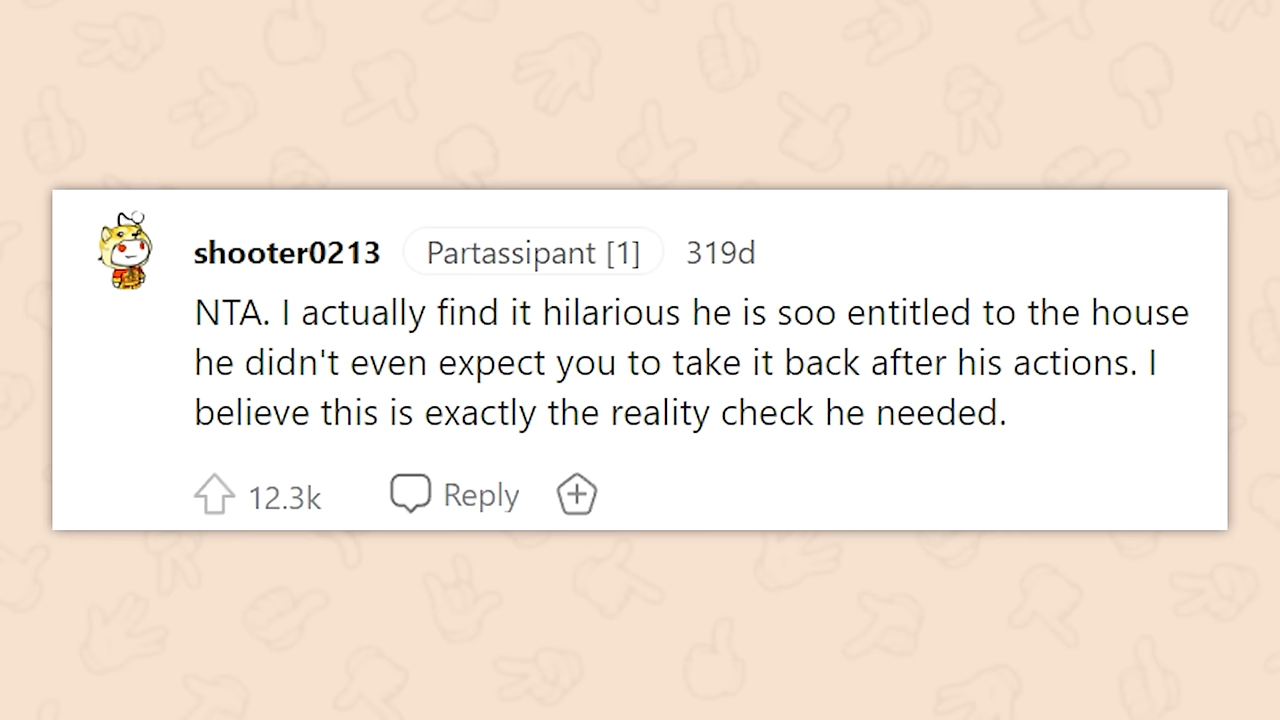 shooter0213 Partassipant [1] 319d
NTA. I actually find it hilarious he is soo entitled to the house
he didn't even expect you to take it back after his actions. I
believe this is exactly the reality check he needed.
12.3k Reply